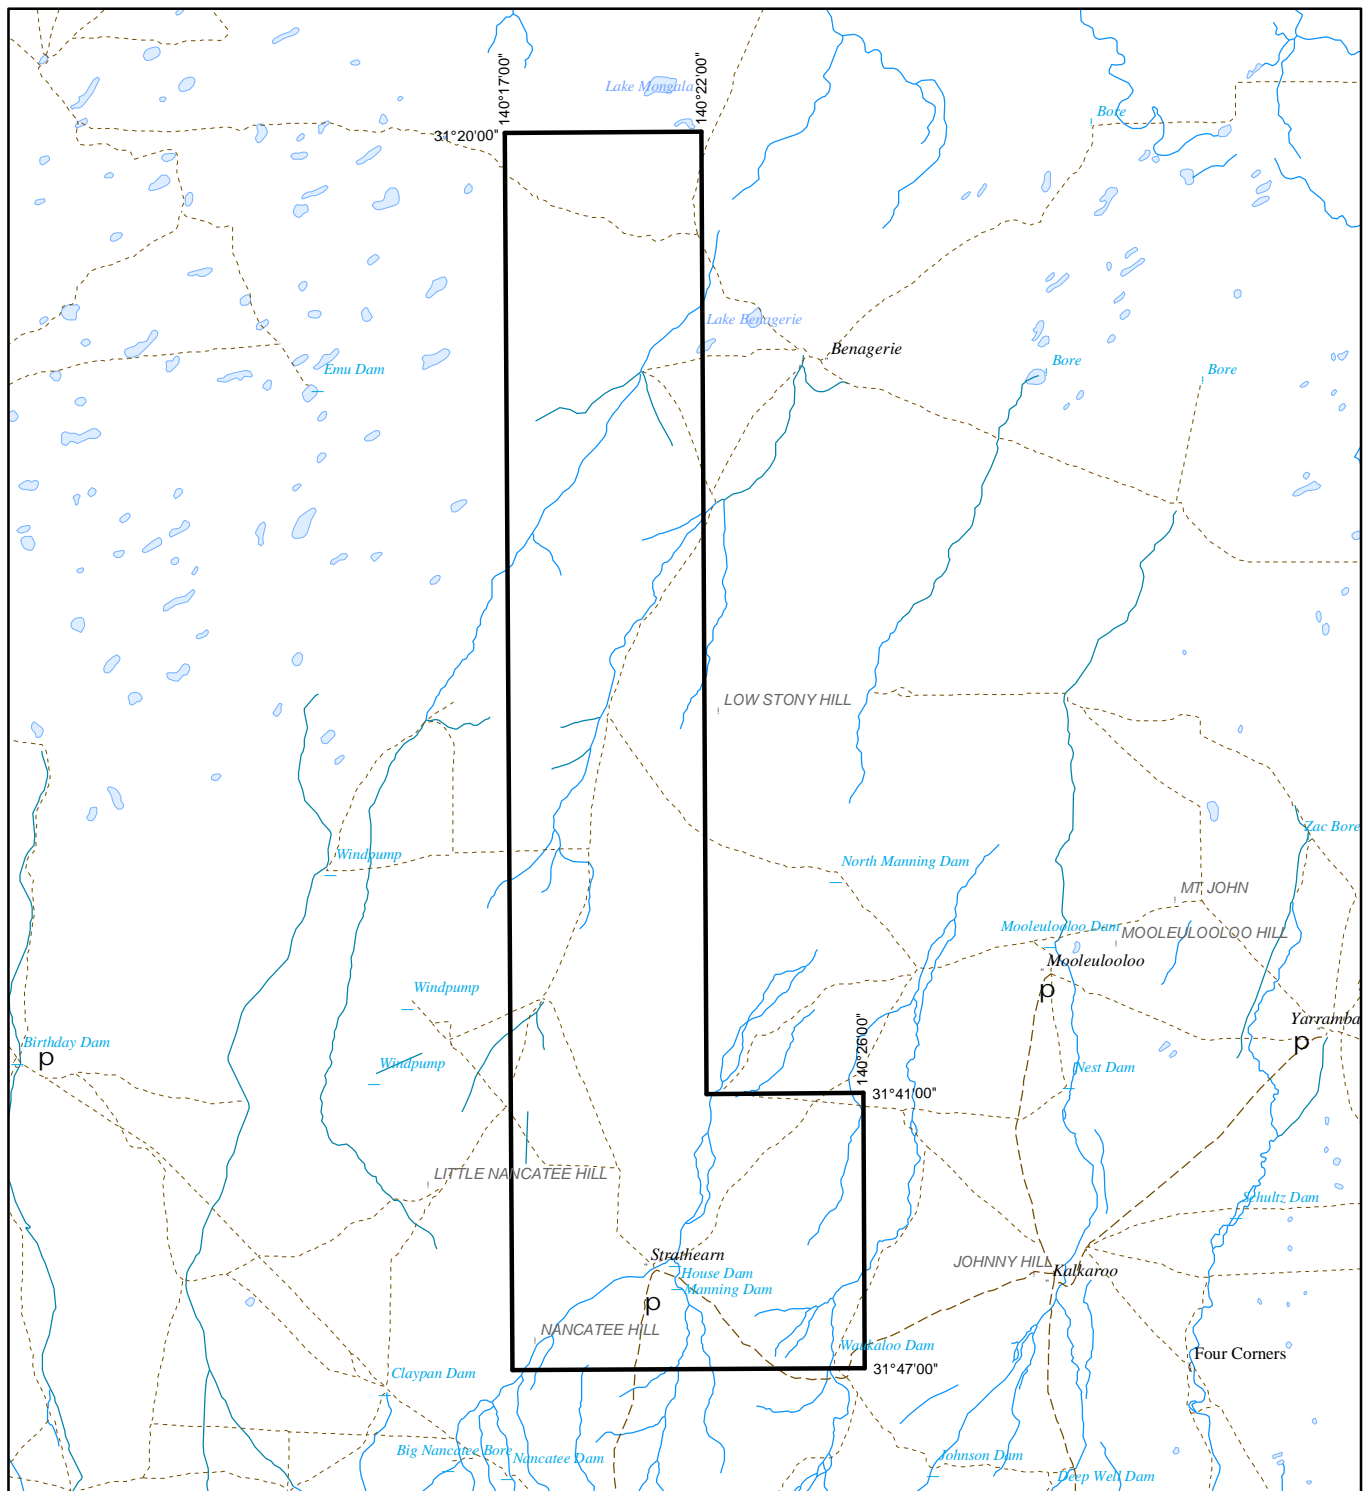 Lake Mongala
140°17'00"
140°22'00"
31°20'00"
Bore
Lake Benagerie
Benagerie
Emu Dam
Bore
Bore
LOW STONY HILL
Zac Bore
Windpump
North Manning Dam
MT JOHN
Mooleulooloo Dam
MOOLEULOOLOO HILL
Mooleulooloo
p
Windpump
Yarramba
p
Birthday Dam
p
Windpump
140°26'00"
Nest Dam
31°41'00"
LITTLE NANCATEE HILL
Schultz Dam
Strathearn
House Dam
JOHNNY HILL
Kalkaroo
Manning Dam
p
NANCATEE HILL
Waukaloo Dam
Four Corners
31°47'00"
Claypan Dam
Big Nancatee Bore
Nancatee Dam
Johnson Dam
Deep Well Dam